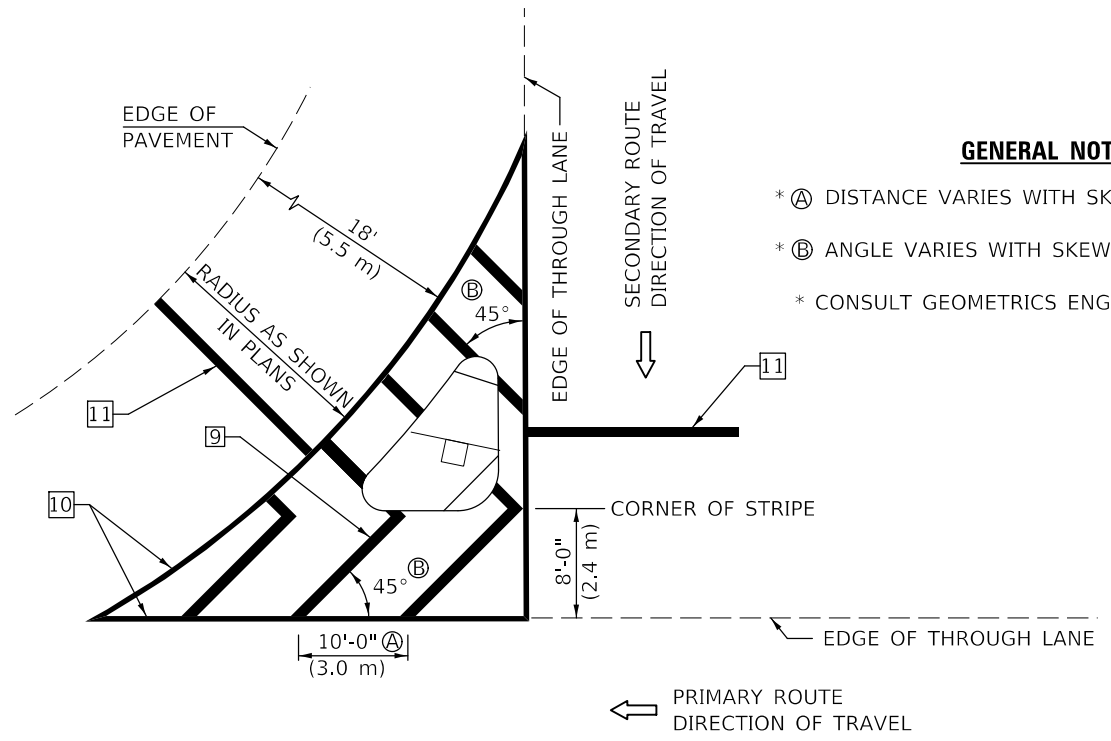 EDGE OF
PAVEMENT
18'
(5.5 m)
RADIUS AS SHOWN
IN PLANS
EDGE OF THROUGH LANE
SECONDARY ROUTE
DIRECTION OF TRAVEL
GENERAL NOT
* Ⓐ DISTANCE VARIES WITH SK
* Ⓑ ANGLE VARIES WITH SKEW
* CONSULT GEOMETRICS ENG
Ⓑ
45°
11
11
9
10
CORNER OF STRIPE
8'-0"
(2.4 m)
45° Ⓑ
10'-0" Ⓐ
(3.0 m)
EDGE OF THROUGH LANE
PRIMARY ROUTE
DIRECTION OF TRAVEL